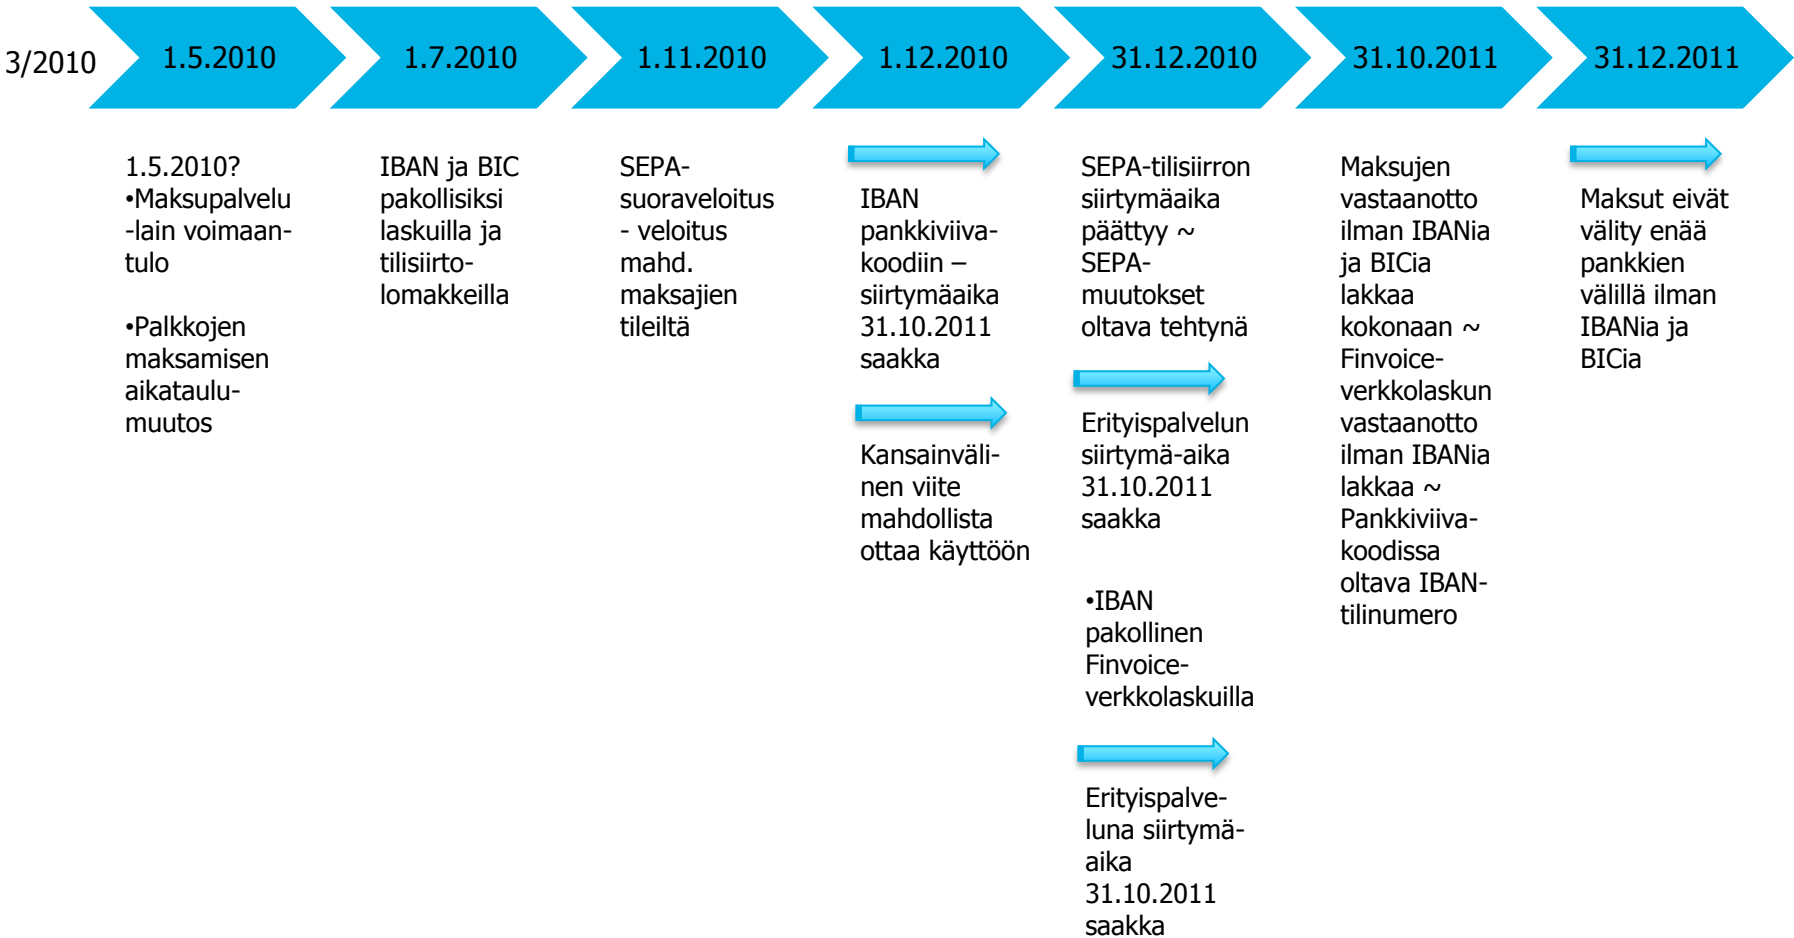 3/2010
1.5.2010
1.7.2010
1.11.2010
1.12.2010
31.12.2010
31.10.2011
31.12.2011
1.5.2010?
•Maksupalvelu
-lain voimaan-
tulo
•Palkkojen
maksamisen
aikataulu-
muutos
IBAN ja BIC
pakollisiksi
laskuilla ja
tilisiirto-
lomakkeilla
SEPA-
suoraveloitus
- veloitus
mahd.
maksajien
tileiltä
IBAN
pankkiviiva-
koodiin –
siirtymäaika
31.10.2011
saakka
Kansainväli-
nen viite
mahdollista
ottaa käyttöön
SEPA-tilisiirron
siirtymäaika
päättyy ~
SEPA-
muutokset
oltava tehtynä
Erityispalvelun
siirtymä-aika
31.10.2011
saakka
•IBAN
pakollinen
Finvoice-
verkkolaskuilla
Erityispalve-
luna siirtymä-
aika
31.10.2011
saakka
Maksujen
vastaanotto
ilman IBANia
ja BICia
lakkaa
kokonaan ~
Finvoice-
verkkolaskun
vastaanotto
ilman IBANia
lakkaa ~
Pankkiviiva-
koodissa
oltava IBAN-
tilinumero
Maksut eivät
välity enää
pankkien
välillä ilman
IBANia ja
BICia